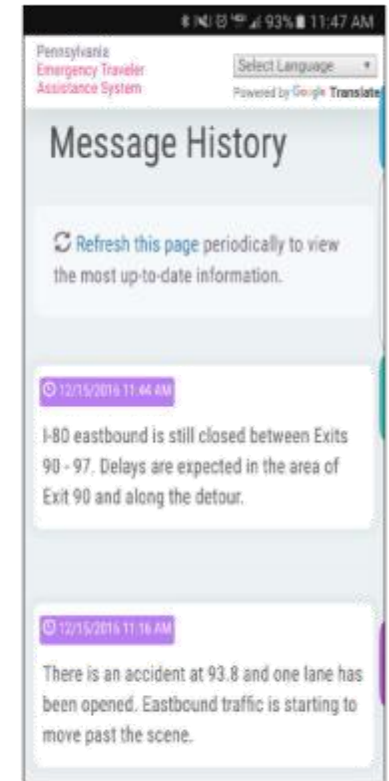 93% 11:47 AM
Pennsylvania
Emergency Traveler
Assistance System
Select Language
Powered by Google Translate
Message History
Refresh this page periodically to view
the most up-to-date information.
12/15/2016 11:44 AM
I-80 eastbound is still closed between Exits
90 - 97. Delays are expected in the area of
Exit 90 and along the detour.
12/15/2016 11:16 AM
There is an accident at 93.8 and one lane has
been opened. Eastbound traffic is starting to
move past the scene.